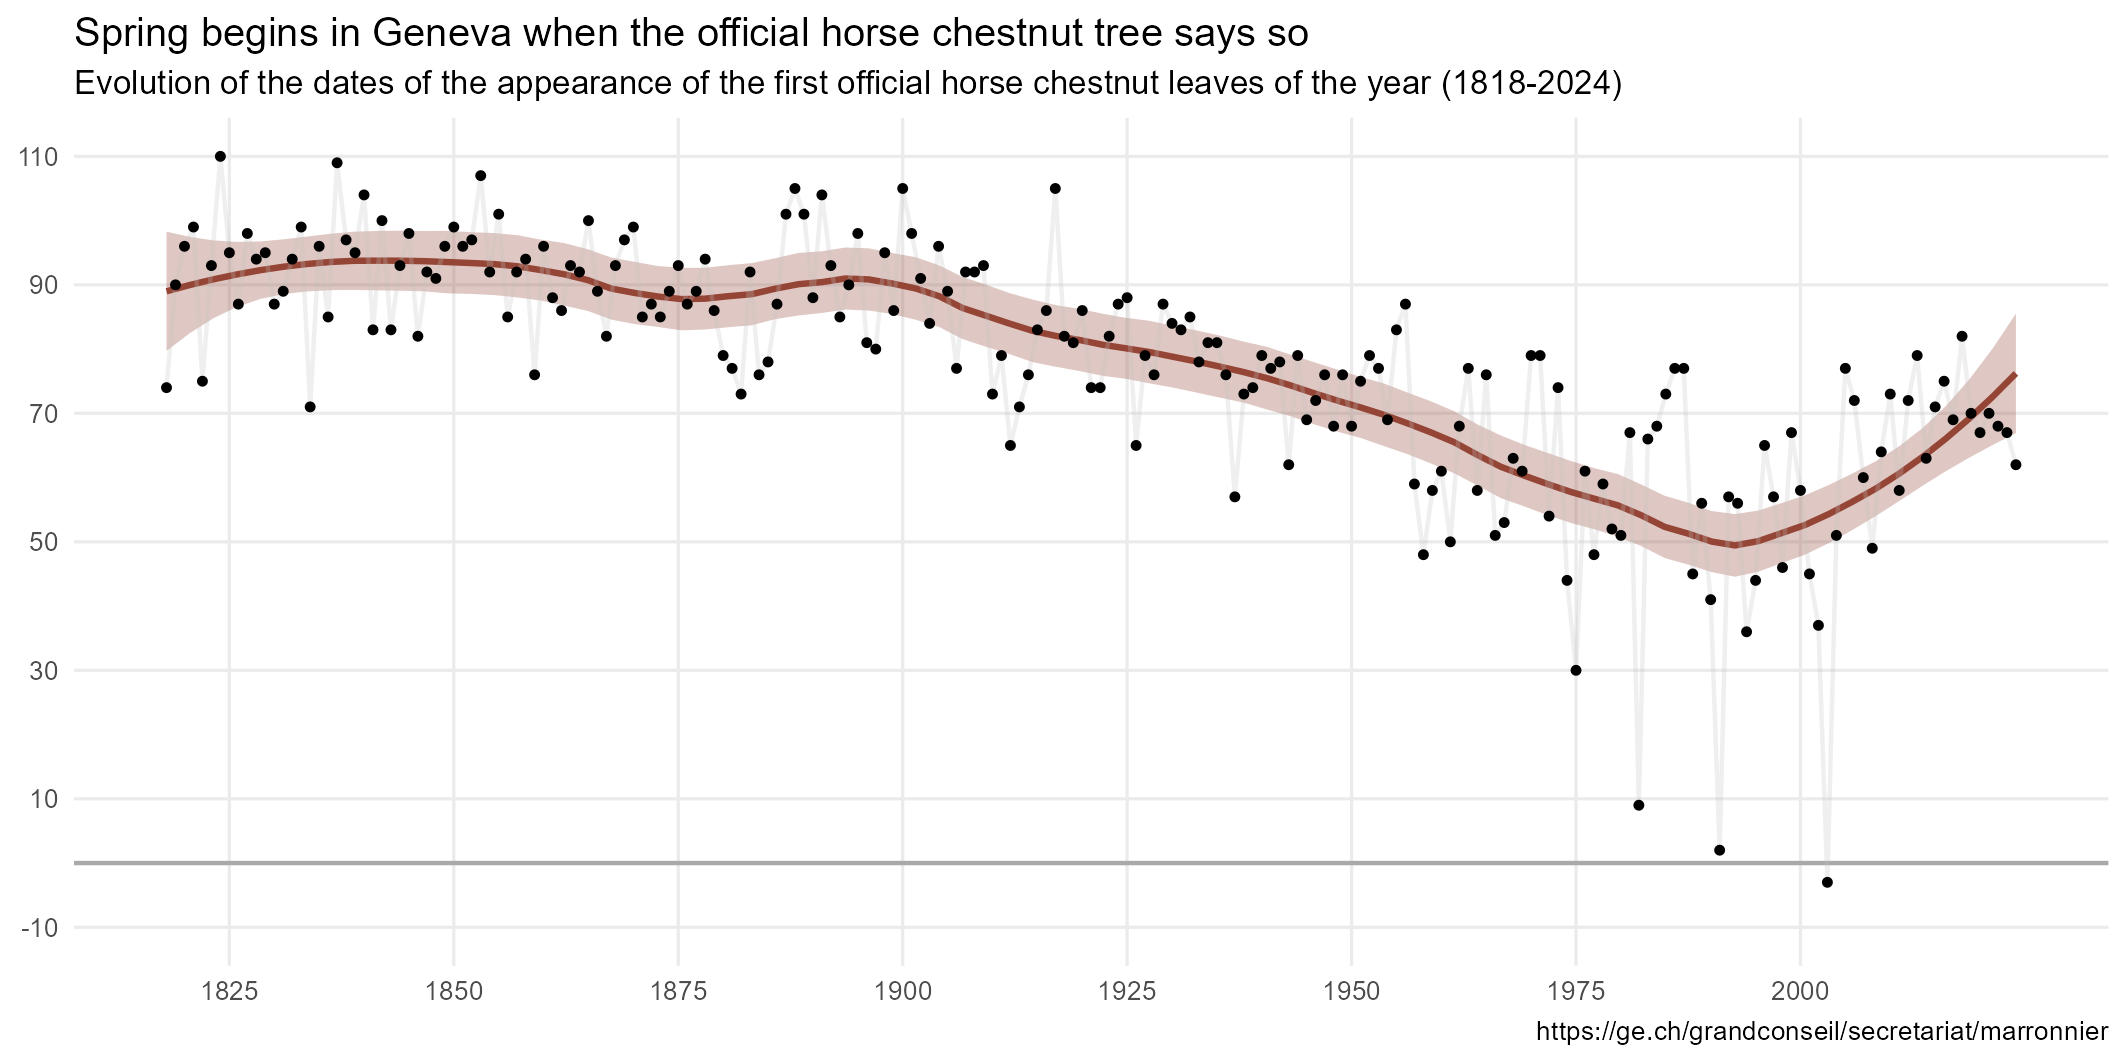 Spring begins in Geneva when the official horse chestnut tree says so
Evolution of the dates of the appearance of the first official horse chestnut leaves of the year (1818-2024)
110
90
70
50
30
10
-10
1825 1850 1875 1900 1925 1950 1975 2000
https://ge.ch/grandconseil/secretariat/marronnier